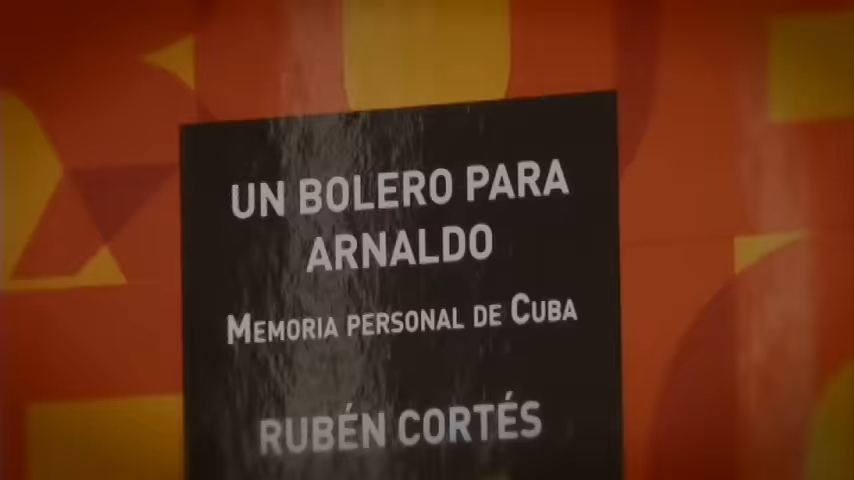 UN BOLERO PARA
ARNALDO
MEMORIA PERSONAL DE CUBA
RUBÉN CORTÉS